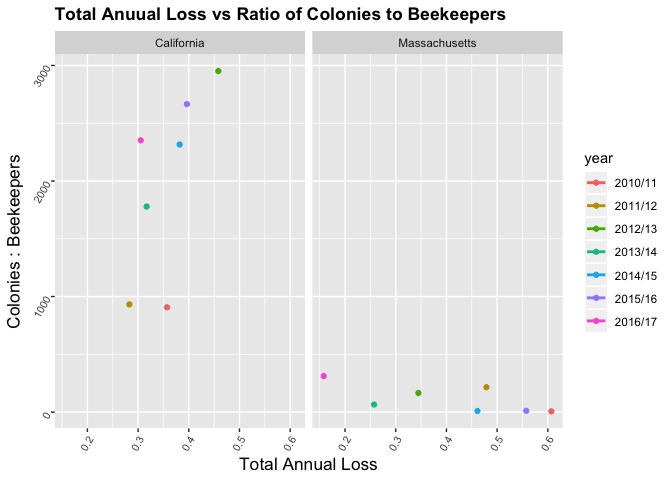 Total Anuual Loss vs Ratio of Colonies to Beekeepers
California
Massachusetts
3000
2000
1000
0
Colonies : Beekeepers
0.2 0.3 0.4 0.5 0.6
0.2 0.3 0.4 0.5 0.6
Total Annual Loss
year
2010/11
2011/12
2012/13
2013/14
2014/15
2015/16
2016/17